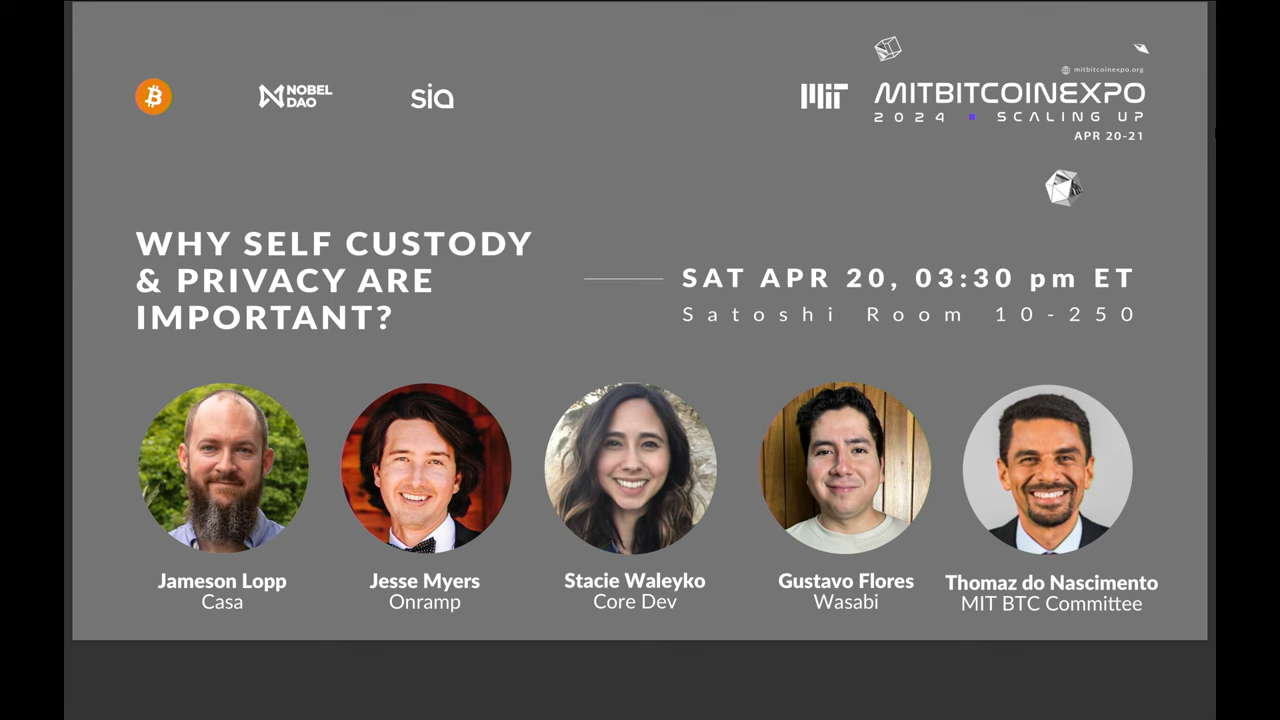 NOBEL
DAO
sia
MIT
mitbitcoinexpo.org
MITBITCOINEXPO
2024 ▪ SCALING UP
APR 20-21
WHY SELF CUSTODY
& PRIVACY ARE
IMPORTANT?
SAT APR 20, 03:30 pm ET
Satoshi Room 10-250
Jameson Lopp
Casa
Jesse Myers
Onramp
Stacie Waleyko
Core Dev
Gustavo Flores
Wasabi
Thomaz do Nascimento
MIT BTC Committee